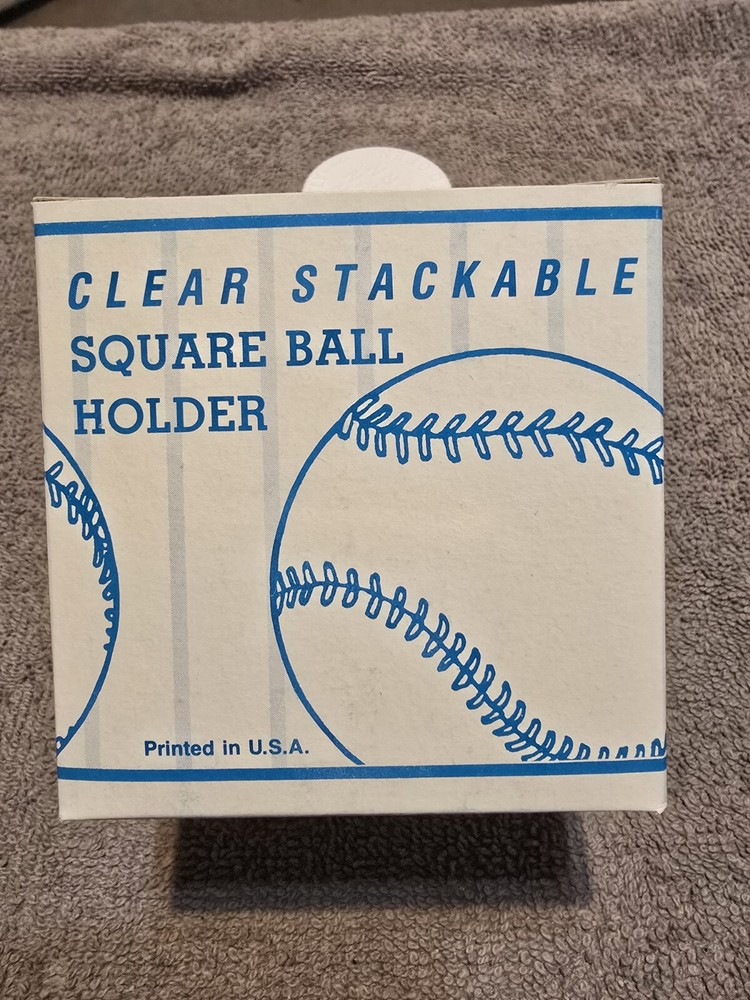 CLEAR STACKABLE
SQUARE BALL
HOLDER
Printed in U.S.A.